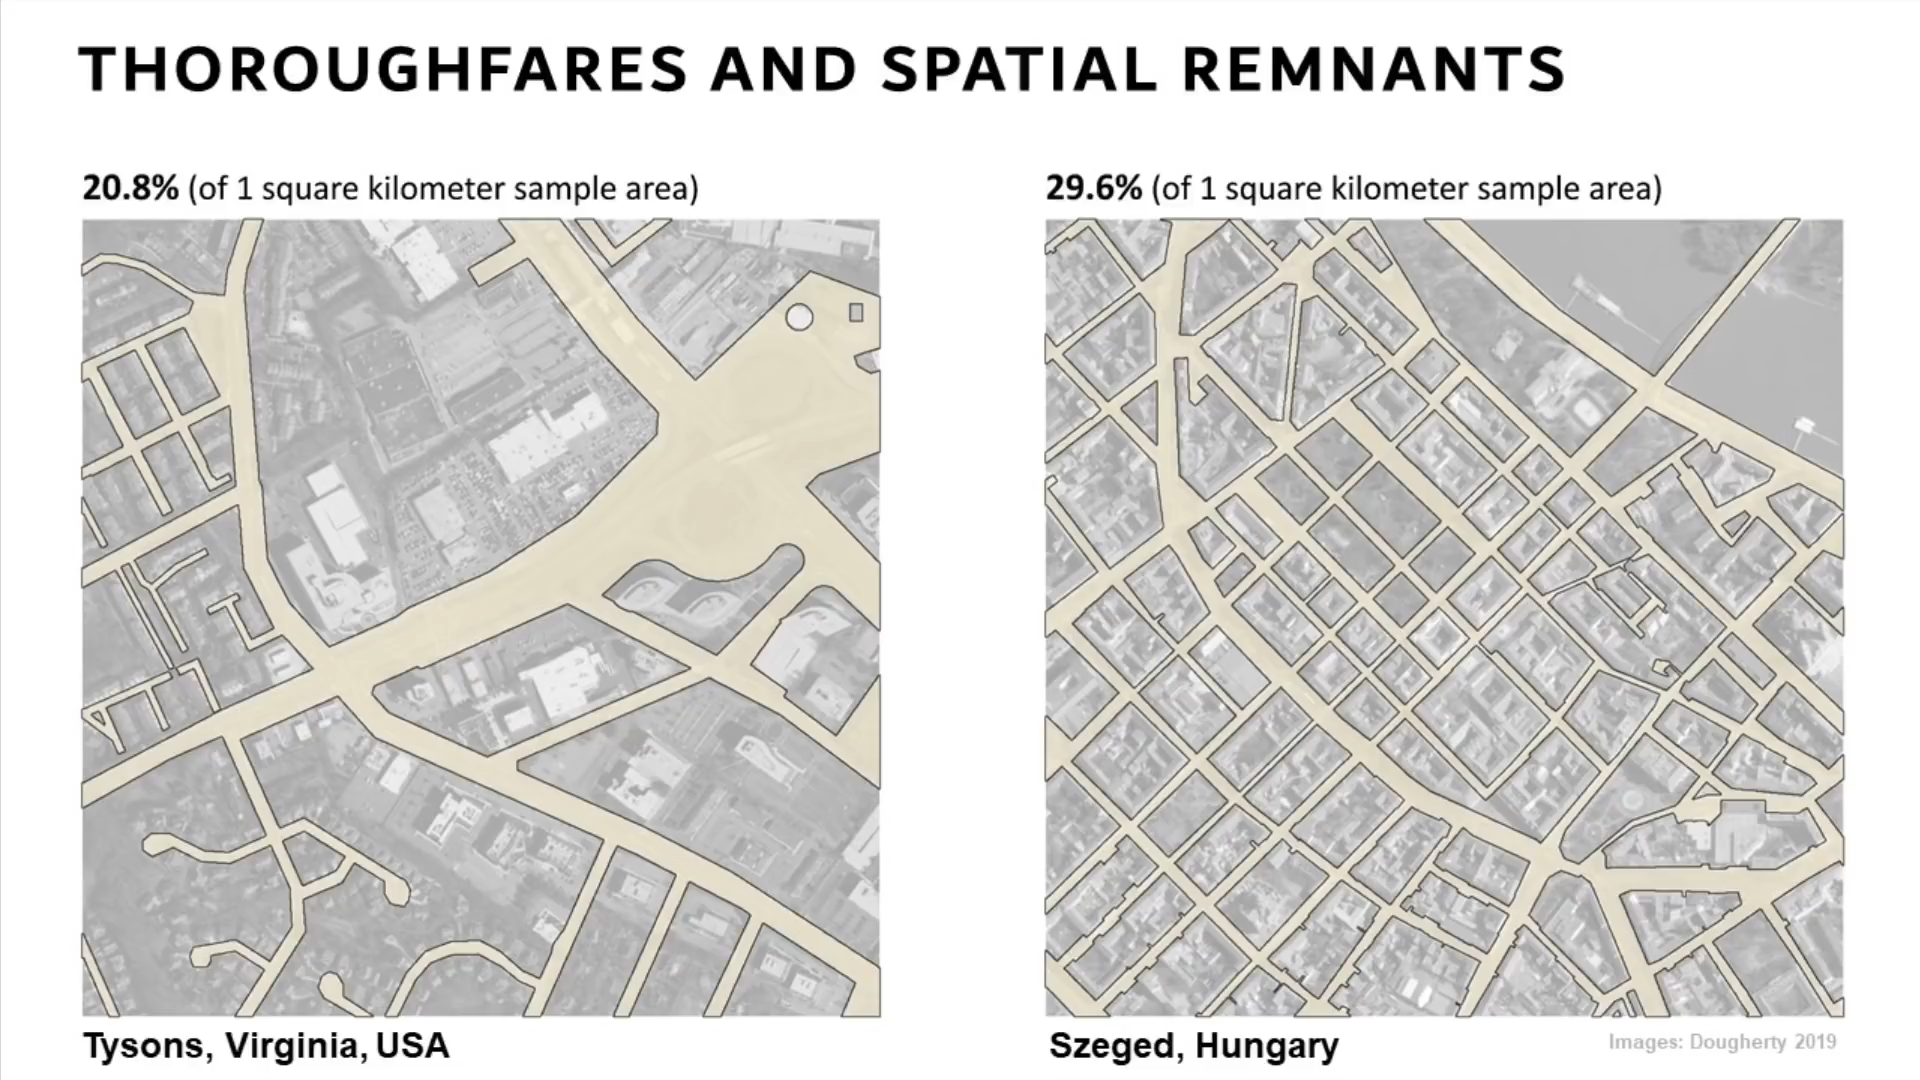 THOROUGHFARES AND SPATIAL REMNANTS
20.8% (of 1 square kilometer sample area)
29.6% (of 1 square kilometer sample area)
Tysons, Virginia, USA
Szeged, Hungary
Images: Dougherty 2019